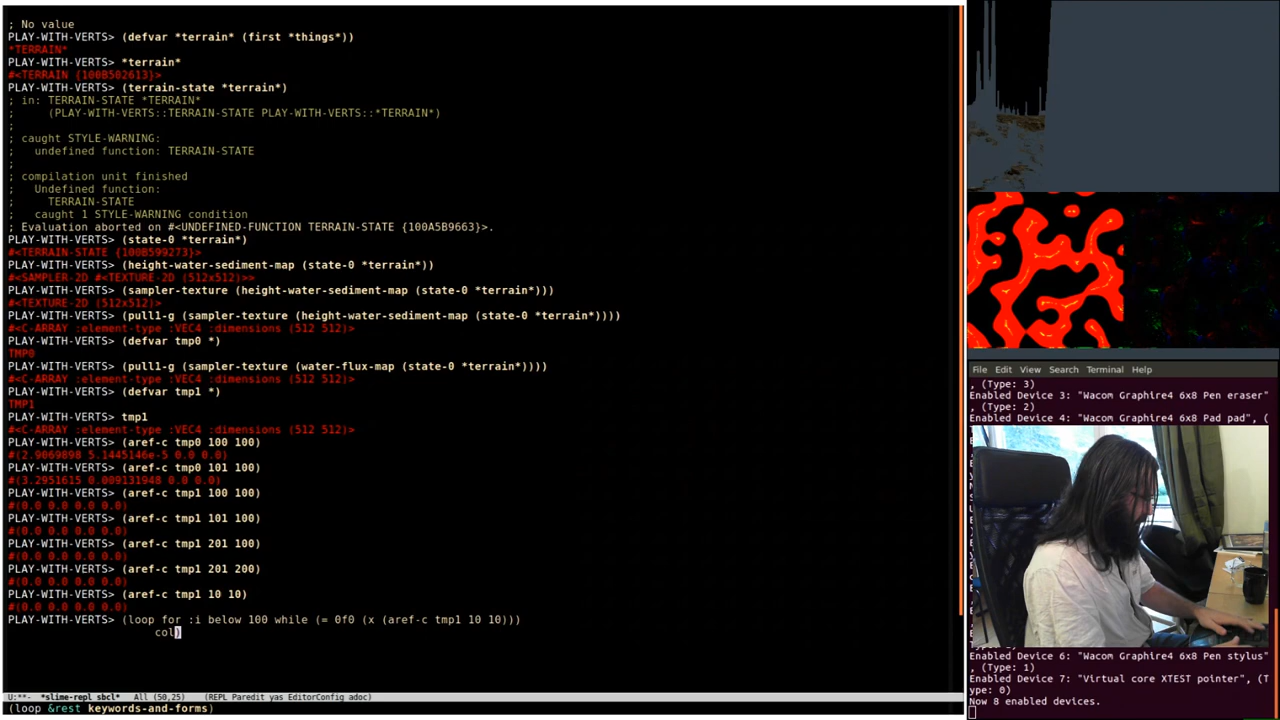 ; No value
PLAY-WITH-VERTS> (defvar *terrain* (first *things*))
*TERRAIN*
PLAY-WITH-VERTS> *terrain*
#<TERRAIN {100B502613}>
PLAY-WITH-VERTS> (terrain-state *terrain*)
; in: TERRAIN-STATE *TERRAIN*
;     (PLAY-WITH-VERTS::TERRAIN-STATE PLAY-WITH-VERTS::*TERRAIN*)
;
; caught STYLE-WARNING:
;   undefined function: TERRAIN-STATE
;
; compilation unit finished
;   Undefined function:
;     TERRAIN-STATE
;   caught 1 STYLE-WARNING condition
; Evaluation aborted on #<UNDEFINED-FUNCTION TERRAIN-STATE {100A5B9663}>.
PLAY-WITH-VERTS> (state-0 *terrain*)
#<TERRAIN-STATE {100B599273}>
PLAY-WITH-VERTS> (height-water-sediment-map (state-0 *terrain*))
#<SAMPLER-2D #<TEXTURE-2D (512x512)>>
PLAY-WITH-VERTS> (sampler-texture (height-water-sediment-map (state-0 *terrain*)))
#<TEXTURE-2D (512x512)>
PLAY-WITH-VERTS> (pull1-g (sampler-texture (height-water-sediment-map (state-0 *terrain*))))
#<C-ARRAY :element-type :VEC4 :dimensions (512 512)>
PLAY-WITH-VERTS> (defvar tmp0 *)
TMP0
PLAY-WITH-VERTS> (pull1-g (sampler-texture (water-flux-map (state-0 *terrain*))))
#<C-ARRAY :element-type :VEC4 :dimensions (512 512)>
PLAY-WITH-VERTS> (defvar tmp1 *)
TMP1
PLAY-WITH-VERTS> tmp1
#<C-ARRAY :element-type :VEC4 :dimensions (512 512)>
PLAY-WITH-VERTS> (aref-c tmp0 100 100)
#(2.9069898 5.1445146e-5 0.0 0.0)
PLAY-WITH-VERTS> (aref-c tmp0 101 100)
#(3.2951615 0.009131948 0.0 0.0)
PLAY-WITH-VERTS> (aref-c tmp1 100 100)
#(0.0 0.0 0.0 0.0)
PLAY-WITH-VERTS> (aref-c tmp1 101 100)
#(0.0 0.0 0.0 0.0)
PLAY-WITH-VERTS> (aref-c tmp1 201 100)
#(0.0 0.0 0.0 0.0)
PLAY-WITH-VERTS> (aref-c tmp1 201 200)
#(0.0 0.0 0.0 0.0)
PLAY-WITH-VERTS> (aref-c tmp1 10 10)
#(0.0 0.0 0.0 0.0)
PLAY-WITH-VERTS> (loop for :i below 100 while (= 0f0 (x (aref-c tmp1 10 10)))
col)
U:**-  *slime-repl sbcl*   All (50,25)     (REPL Paredit yas EditorConfig adoc)
(loop &rest keywords-and-forms)
File Edit View Search Terminal Help
, (Type: 3)
Enabled Device 3: "Wacom Graphire4 6x8 Pen eraser"
, (Type: 2)
Enabled Device 4: "Wacom Graphire4 6x8 Pad pad", (
Enabled Device 6: "Wacom Graphire4 6x8 Pen stylus"
, (Type: 1)
Enabled Device 7: "Virtual core XTEST pointer", (T
ype: 0)
Now 8 enabled devices.